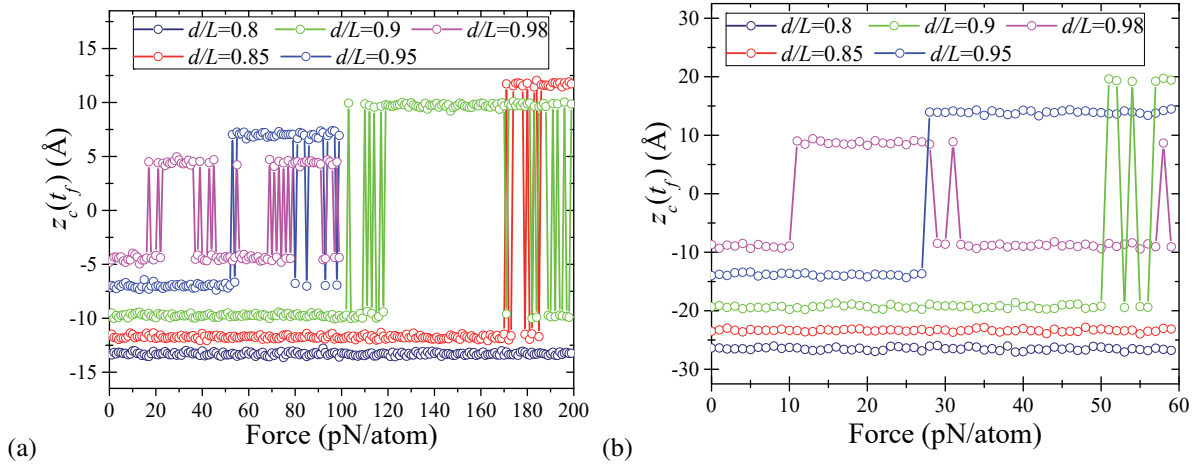 15
10
5
0
-5
-10
-15
0 20 40 60 80 100 120 140 160 180 200
z_c(t_f) (Å)
Force (pN/atom)
d/L=0.8 d/L=0.9 d/L=0.98
d/L=0.85 d/L=0.95
(a)
30
20
10
0
-10
-20
-30
0 10 20 30 40 50 60
z_c(t_f) (Å)
Force (pN/atom)
d/L=0.8 d/L=0.9 d/L=0.98
d/L=0.85 d/L=0.95
(b)